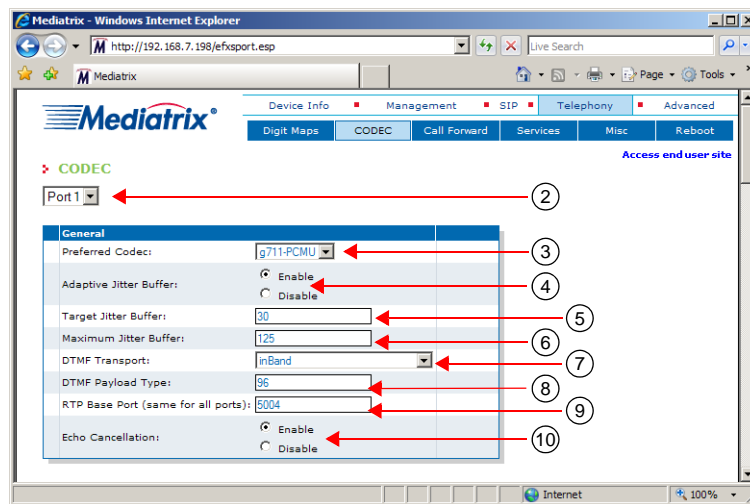 Mediatrix - Windows Internet Explorer
http://192.168.7.198/efxsport.esp
Live Search
Mediatrix
Page
Tools
Mediatrix®
Device Info
Management
SIP
Telephony
Advanced
Digit Maps
CODEC
Call Forward
Services
Misc
Reboot
Access end user site
CODEC
Port 1
2
General
Preferred Codec:
g711-PCMU
3
Adaptive Jitter Buffer:
Enable
Disable
4
Target Jitter Buffer:
30
5
Maximum Jitter Buffer:
125
6
DTMF Transport:
inBand
7
DTMF Payload Type:
96
8
RTP Base Port (same for all ports):
5004
9
Echo Cancellation:
Enable
Disable
10
Internet
100%